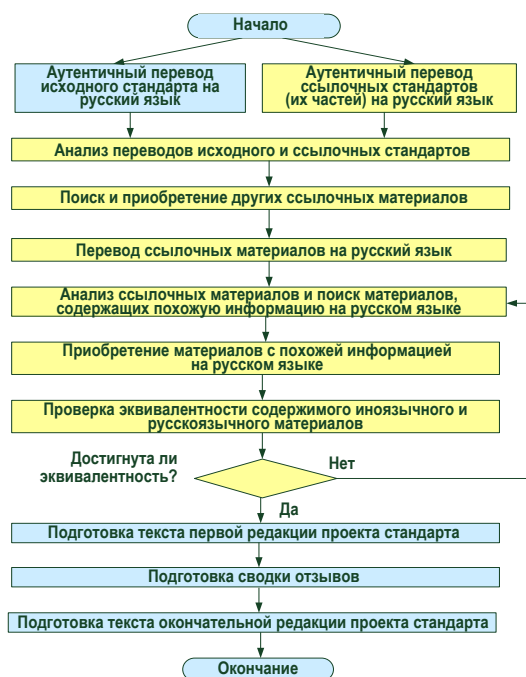 Начало
Аутентичный перевод
исходного стандарта на
русский язык
Аутентичный перевод
ссылочных стандартов
(их частей) на русский язык
Анализ переводов исходного и ссылочных стандартов
Поиск и приобретение других ссылочных материалов
Перевод ссылочных материалов на русский язык
Анализ ссылочных материалов и поиск материалов,
содержащих похожую информацию на русском языке
Приобретение материалов с похожей информацией
на русском языке
Проверка эквивалентности содержимого иноязычного и
русскоязычного материалов
Достигнута ли
эквивалентность?
Нет
Да
Подготовка текста первой редакции проекта стандарта
Подготовка сводки отзывов
Подготовка текста окончательной редакции проекта стандарта
Окончание